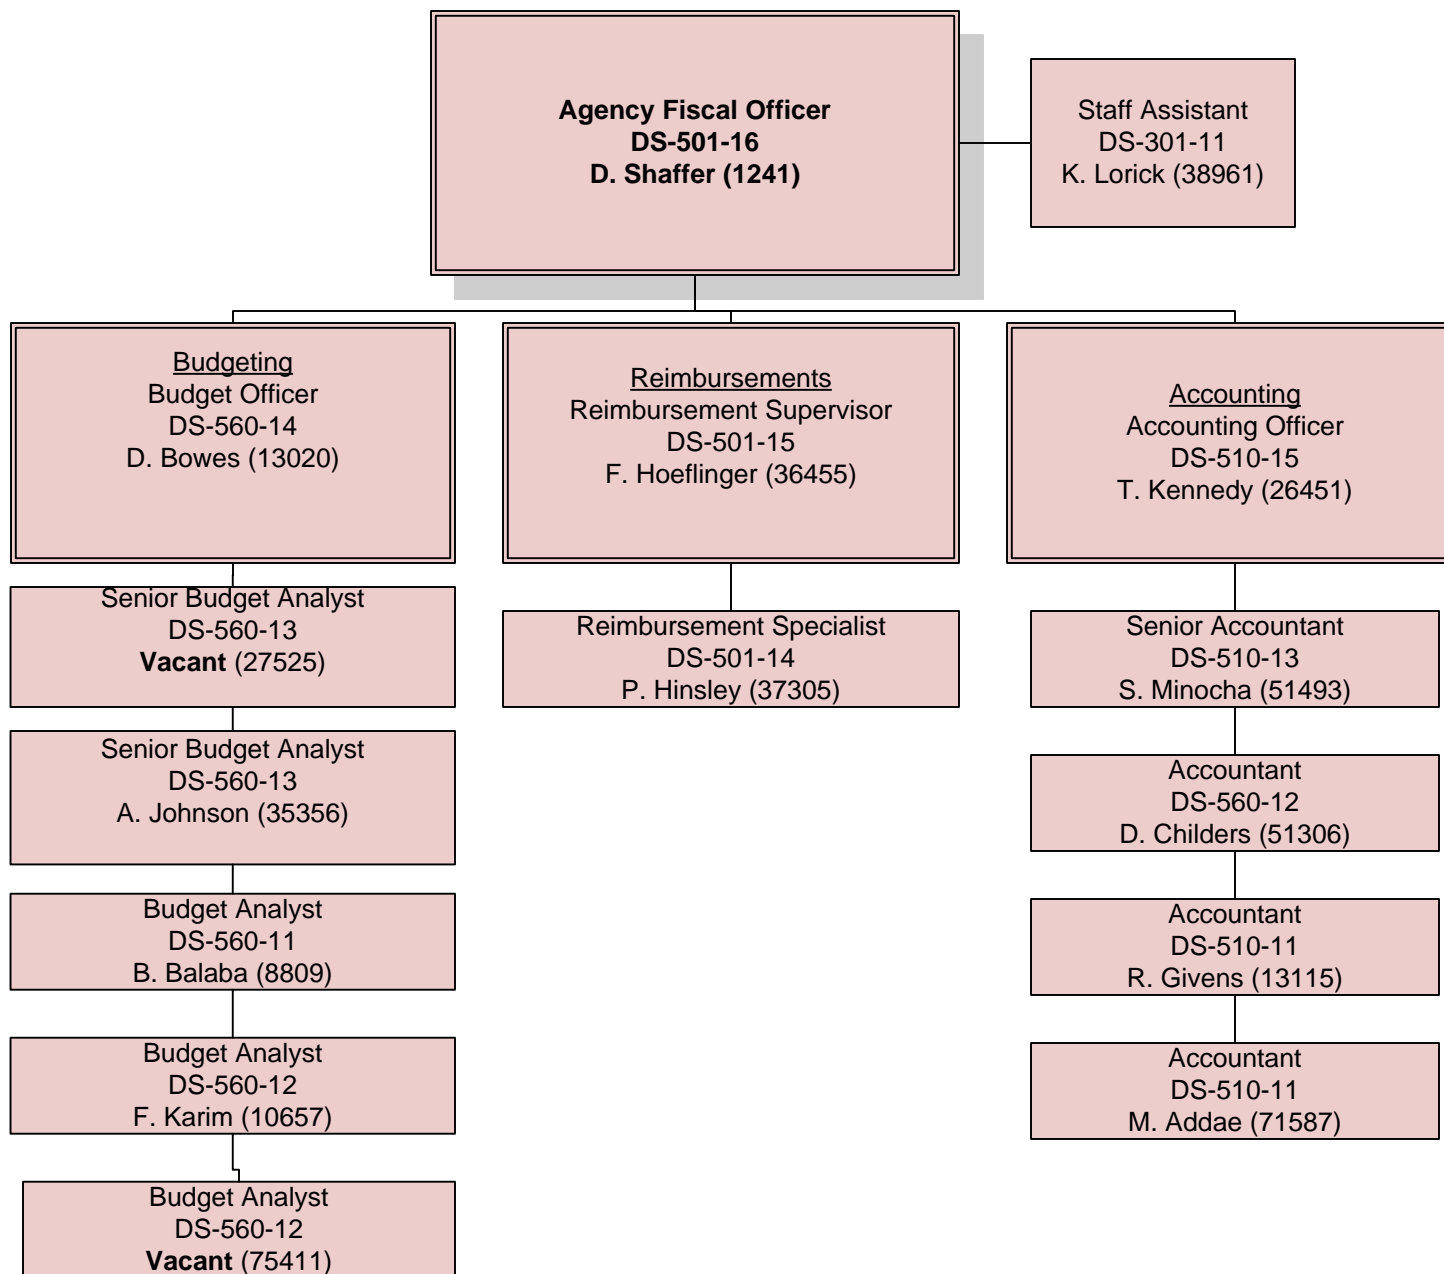 Agency Fiscal Officer
DS-501-16
D. Shaffer (1241)
Staff Assistant
DS-301-11
K. Lorick (38961)
Budgeting
Budget Officer
DS-560-14
D. Bowes (13020)
Senior Budget Analyst
DS-560-13
Vacant (27525)
Senior Budget Analyst
DS-560-13
A. Johnson (35356)
Budget Analyst
DS-560-11
B. Balaba (8809)
Budget Analyst
DS-560-12
F. Karim (10657)
Budget Analyst
DS-560-12
Vacant (75411)
Reimbursements
Reimbursement Supervisor
DS-501-15
F. Hoeflinger (36455)
Reimbursement Specialist
DS-501-14
P. Hinsley (37305)
Accounting
Accounting Officer
DS-510-15
T. Kennedy (26451)
Senior Accountant
DS-510-13
S. Minocha (51493)
Accountant
DS-560-12
D. Childers (51306)
Accountant
DS-510-11
R. Givens (13115)
Accountant
DS-510-11
M. Addae (71587)